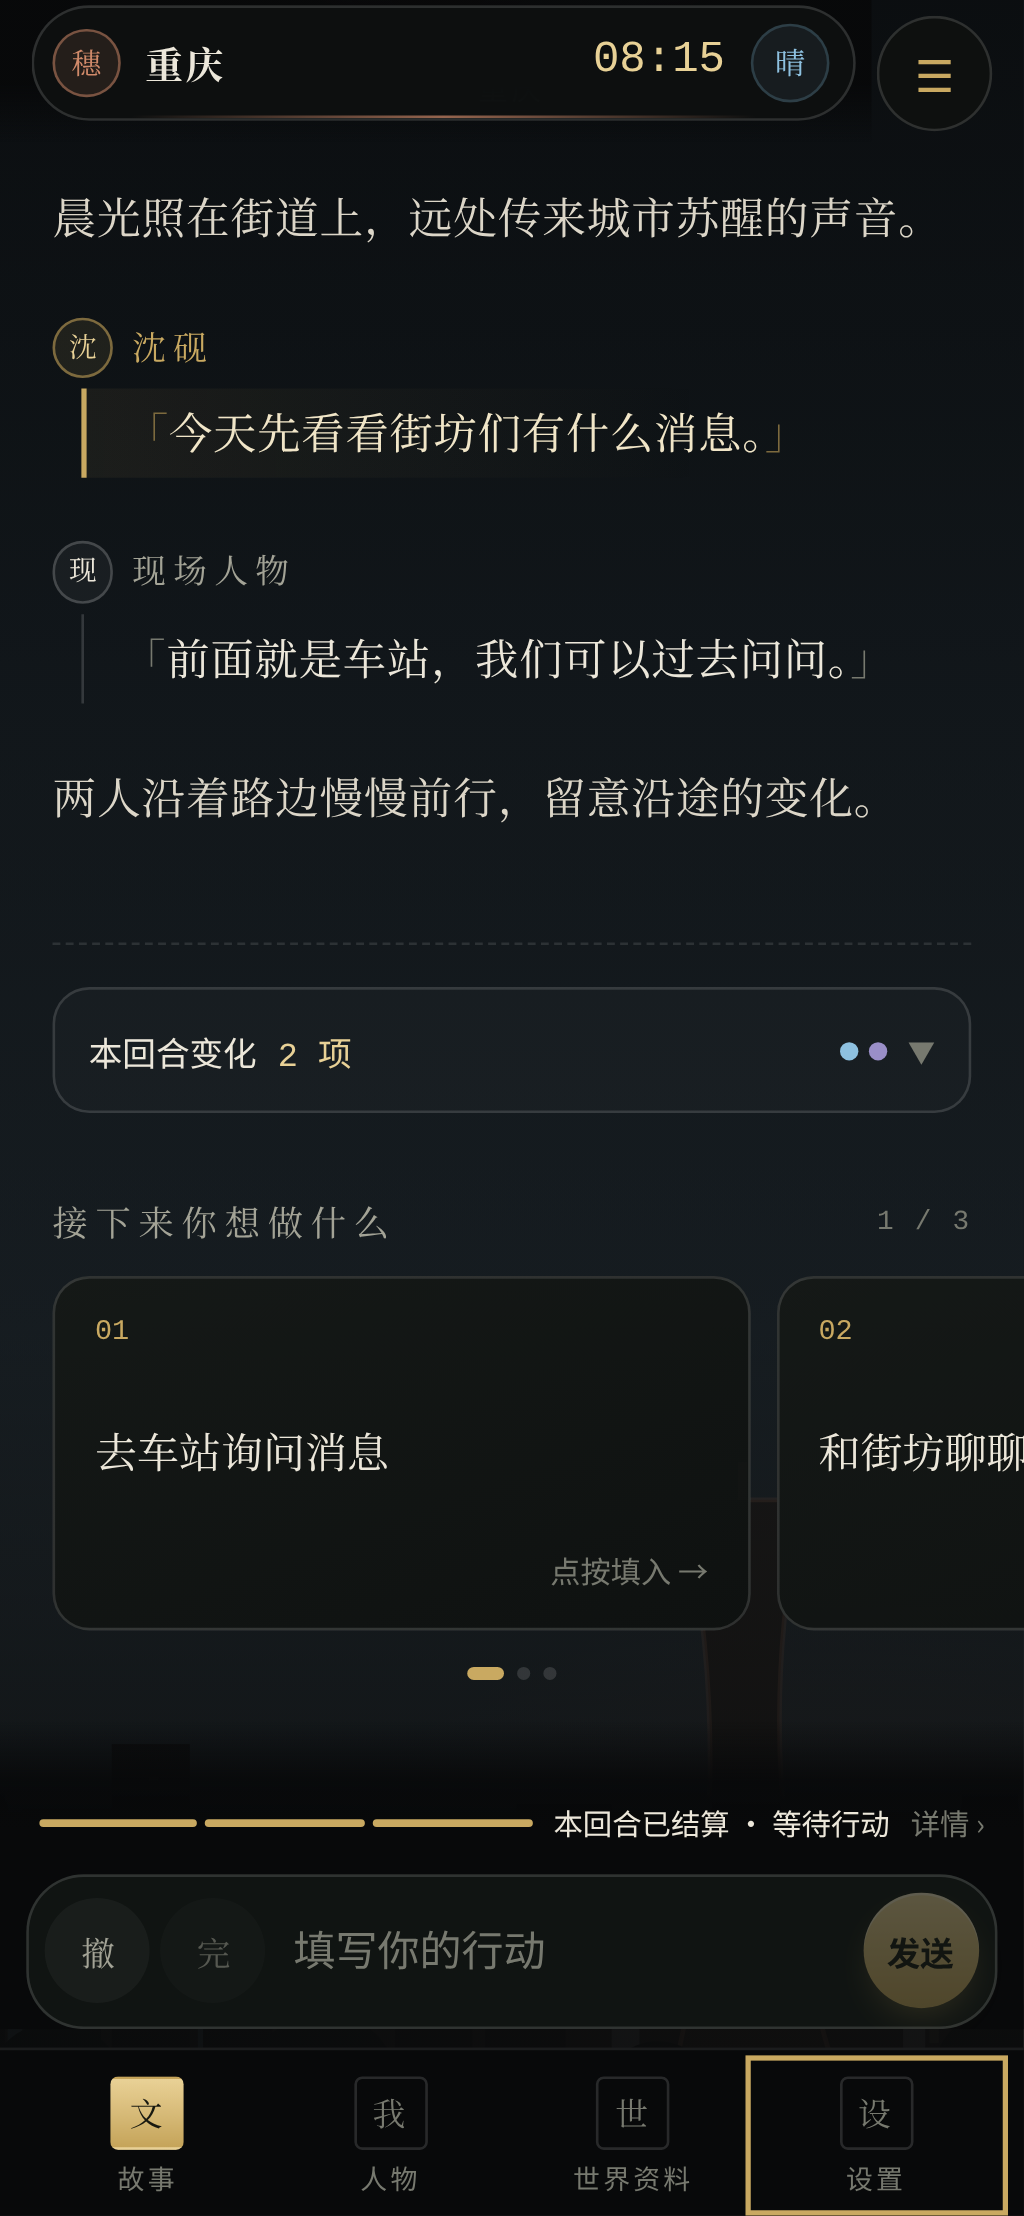 穗 重庆 08:15 晴 ☰
晨光照在街道上，远处传来城市苏醒的声音。
沈 沈砚
「今天先看看街坊们有什么消息。」
现 现场人物
「前面就是车站，我们可以过去问问。」
两人沿着路边慢慢前行，留意沿途的变化。
本回合变化 2 项 ▼
接下来你想做什么 1 / 3
01
去车站询问消息
点按填入→
02
和街坊聊聊
本回合已结算 · 等待行动 详情 ›
撤 完 填写你的行动 发送
文 我 世 设
故事 人物 世界资料 设置